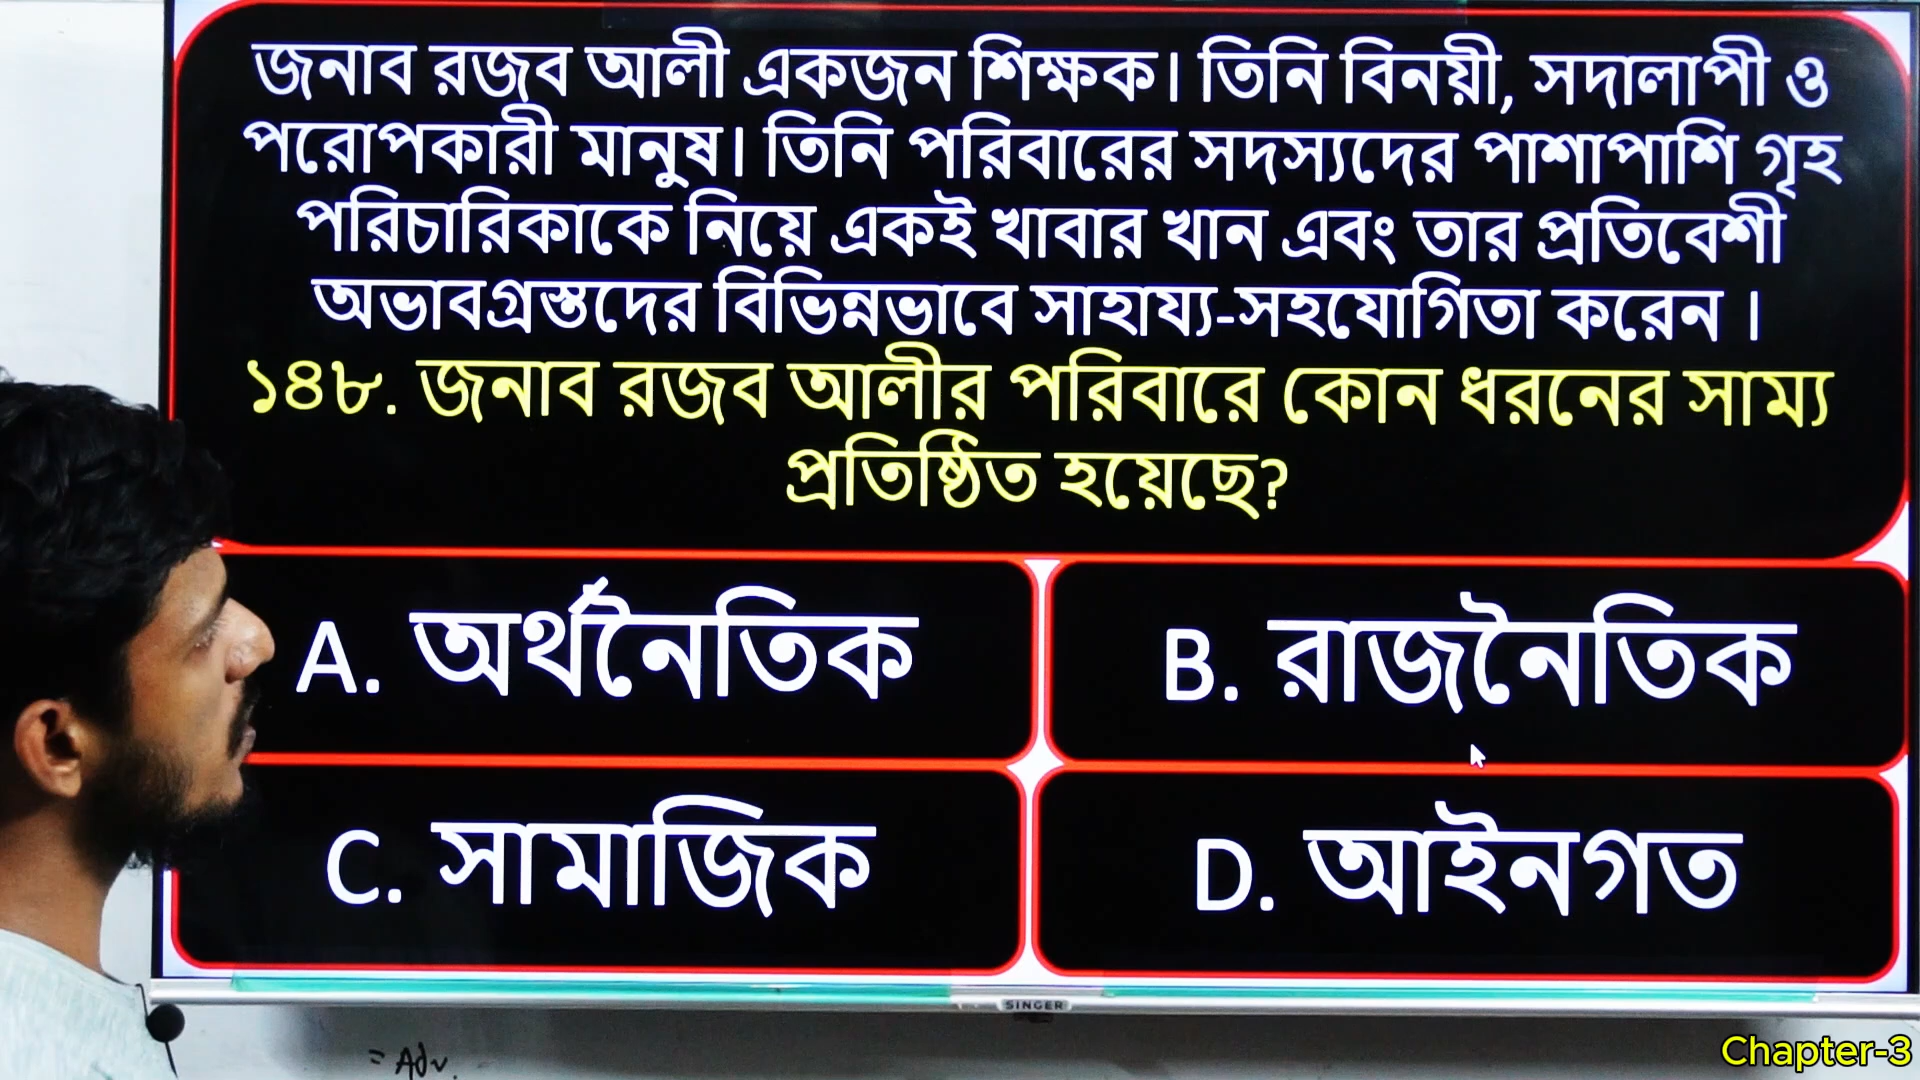 জনাব রজব আলী একজন শিক্ষক। তিনি বিনয়ী, সদালাপী ও
পরোপকারী মানুষ। তিনি পরিবারের সদস্যদের পাশাপাশি গৃহ
পরিচারিকাকে নিয়ে একই খাবার খান এবং তার প্রতিবেশী
অভাবগ্রস্তদের বিভিন্নভাবে সাহায্য-সহযোগিতা করেন ।
১৪৮. জনাব রজব আলীর পরিবারে কোন ধরনের সাম্য
প্রতিষ্ঠিত হয়েছে?
A. অর্থনৈতিক
B. রাজনৈতিক
C. সামাজিক
D. আইনগত
SINGER
= Adv.
Chapter-3